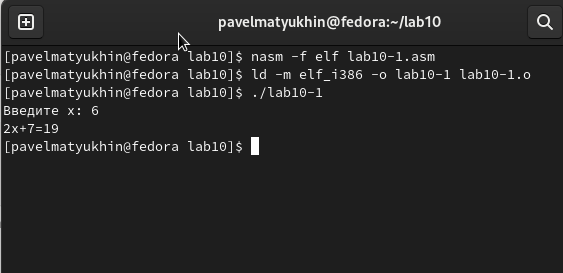 pavelmatyukhin@fedora:~/lab10
[pavelmatyukhin@fedora lab10]$ nasm -f elf lab10-1.asm
[pavelmatyukhin@fedora lab10]$ ld -m elf_i386 -o lab10-1 lab10-1.o
[pavelmatyukhin@fedora lab10]$ ./lab10-1
Введите x: 6
2x+7=19
[pavelmatyukhin@fedora lab10]$